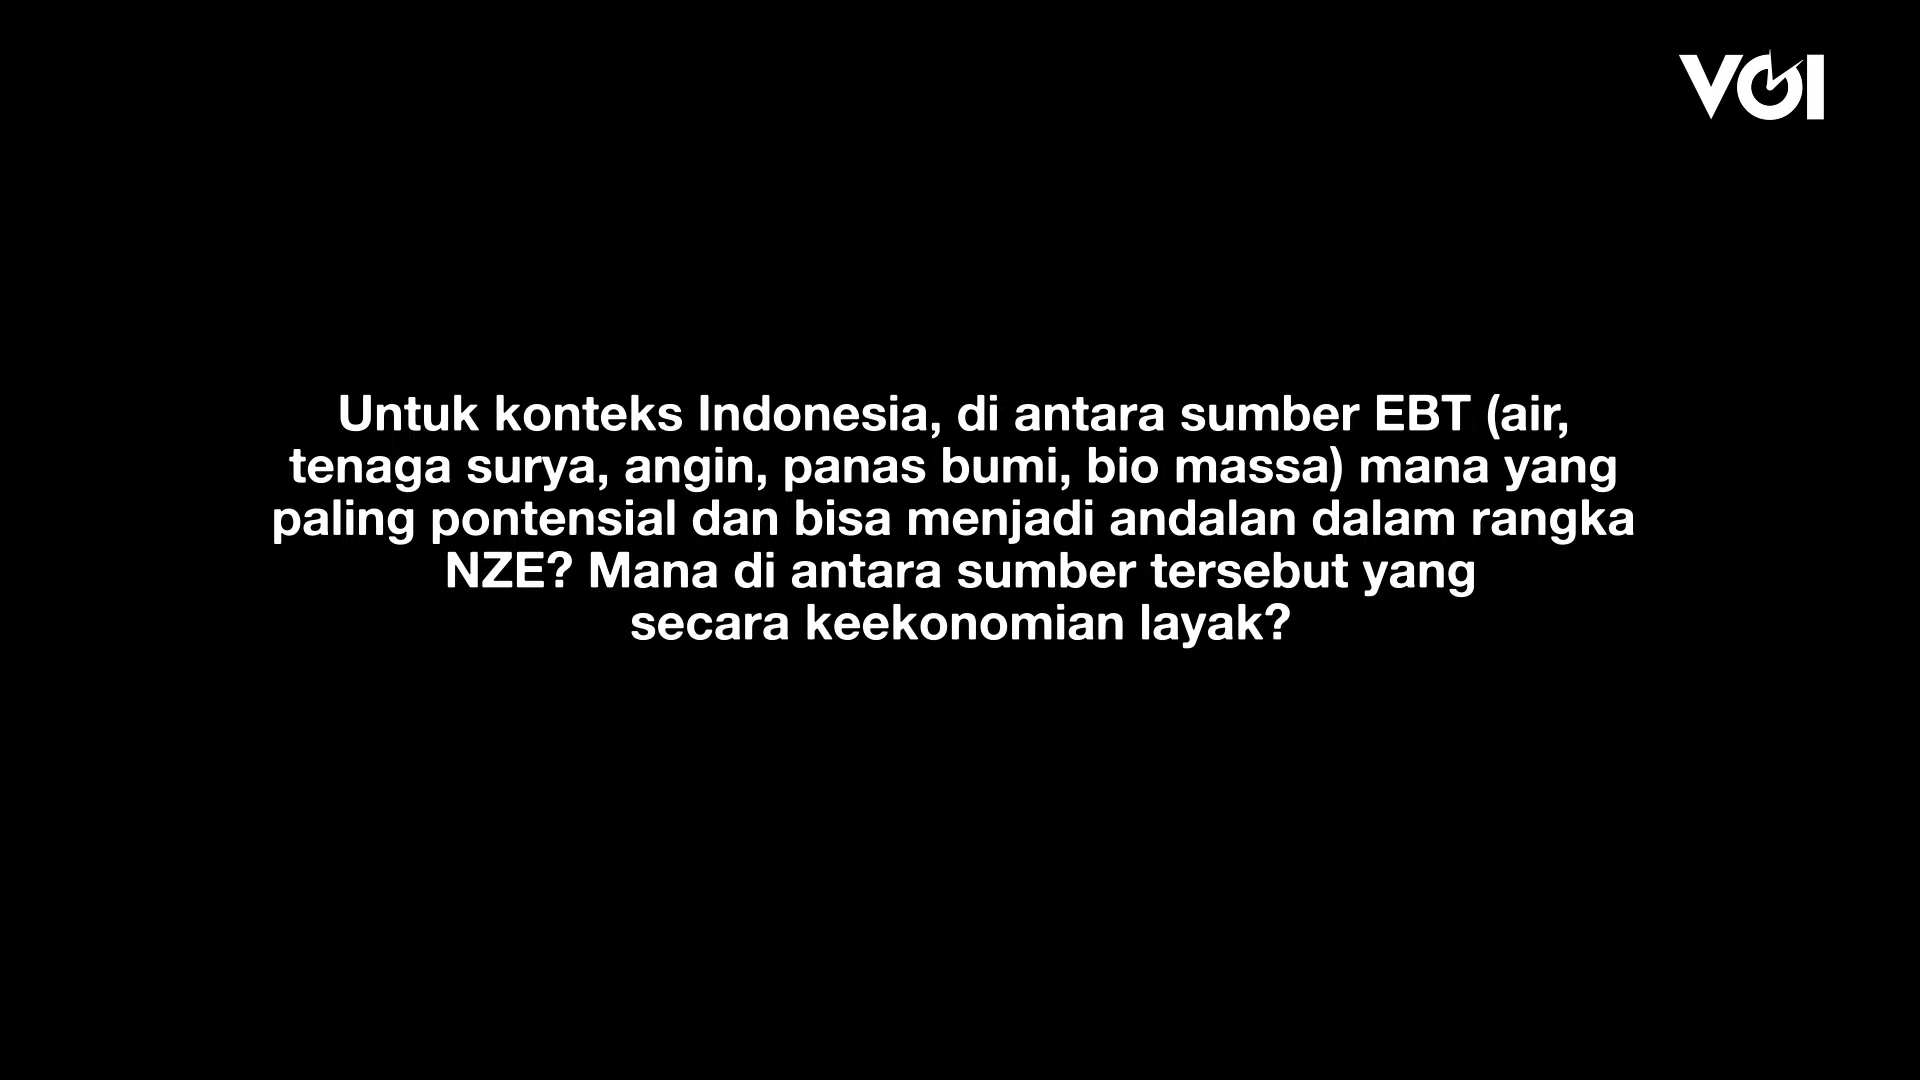 VOI
Untuk konteks Indonesia, di antara sumber EBT (air,
tenaga surya, angin, panas bumi, bio massa) mana yang
paling pontensial dan bisa menjadi andalan dalam rangka
NZE? Mana di antara sumber tersebut yang
secara keekonomian layak?